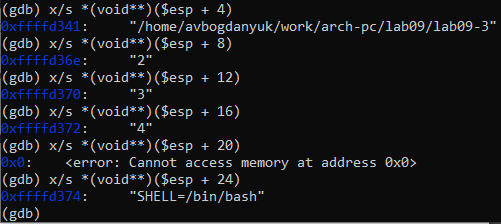 (gdb) x/s *(void**)($esp + 4)
0xffffd341:     "/home/avbogdanyuk/work/arch-pc/lab09/lab09-3"
(gdb) x/s *(void**)($esp + 8)
0xffffd36e:     "2"
(gdb) x/s *(void**)($esp + 12)
0xffffd370:     "3"
(gdb) x/s *(void**)($esp + 16)
0xffffd372:     "4"
(gdb) x/s *(void**)($esp + 20)
0x0:    <error: Cannot access memory at address 0x0>
(gdb) x/s *(void**)($esp + 24)
0xffffd374:     "SHELL=/bin/bash"
(gdb)